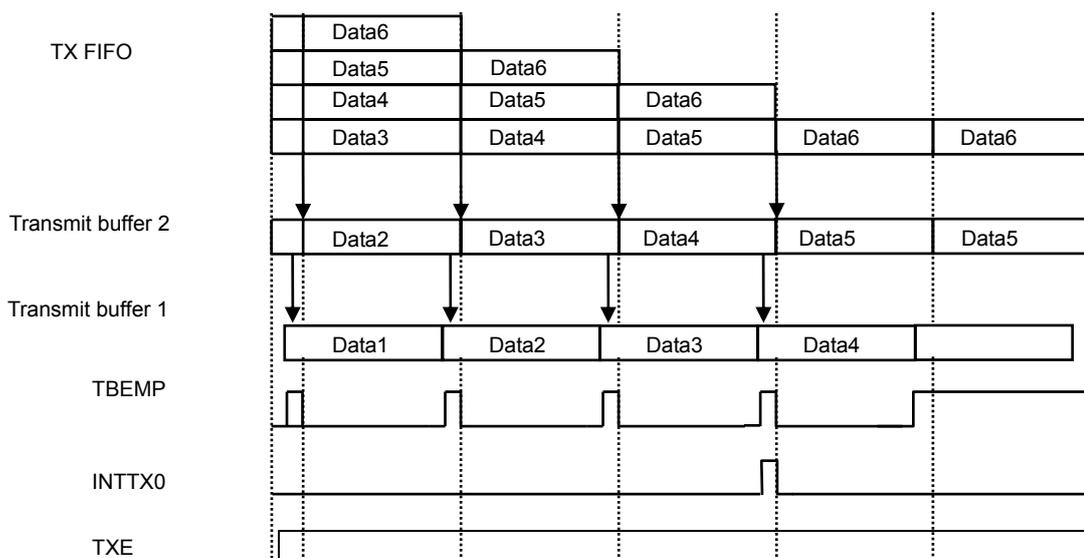 TX FIFO
Data6
Data5 Data6
Data4 Data5 Data6
Data3 Data4 Data5 Data6 Data6
Transmit buffer 2
Data2 Data3 Data4 Data5 Data5
Transmit buffer 1
Data1 Data2 Data3 Data4
TBEMP
INTTX0
TXE